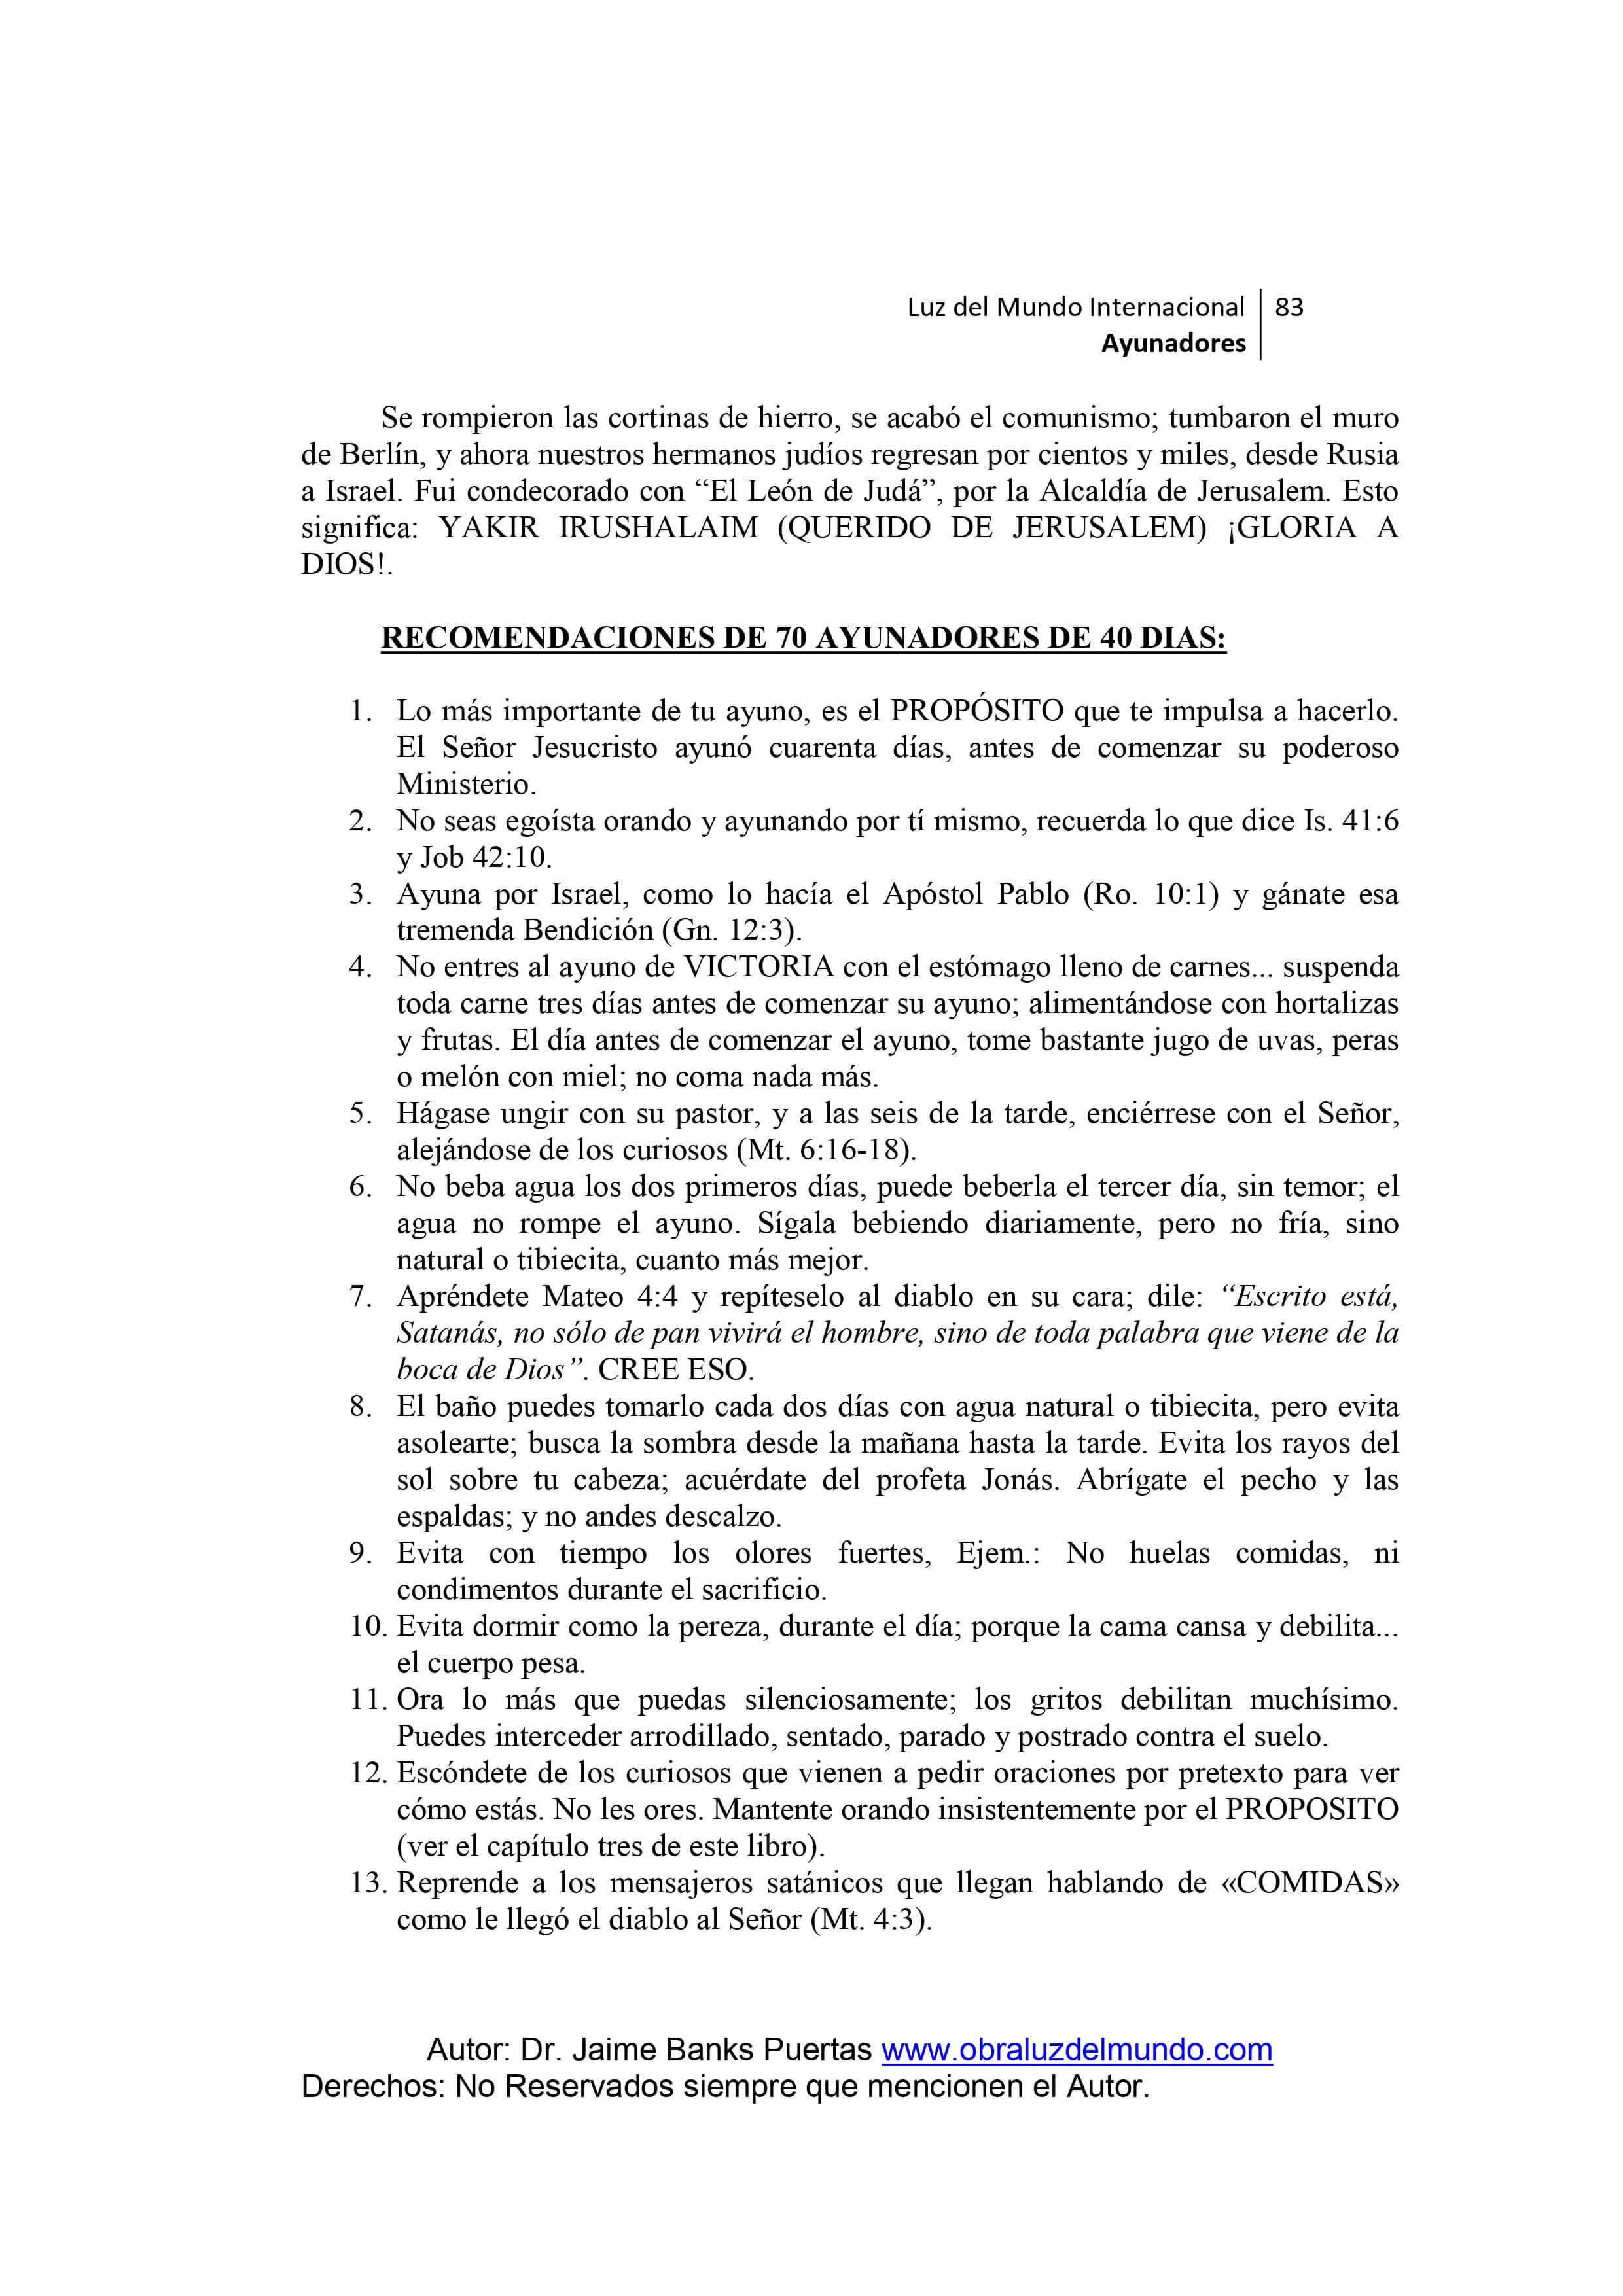 Luz del Mundo Internacional 83
Ayunadores
Se rompieron las cortinas de hierro, se acabó el comunismo; tumbaron el muro
de Berlín, y ahora nuestros hermanos judíos regresan por cientos y miles, desde Rusia
a Israel. Fui condecorado con “El León de Judá”, por la Alcaldía de Jerusalem. Esto
significa: YAKIR IRUSHALAIM (QUERIDO DE JERUSALEM) ¡GLORIA A
DIOS!.
RECOMENDACIONES DE 70 AYUNADORES DE 40 DIAS:
1. Lo más importante de tu ayuno, es el PROPÓSITO que te impulsa a hacerlo.
El Señor Jesucristo ayunó cuarenta días, antes de comenzar su poderoso
Ministerio.
2. No seas egoísta orando y ayunando por tí mismo, recuerda lo que dice Is. 41:6
y Job 42:10.
3. Ayuna por Israel, como lo hacía el Apóstol Pablo (Ro. 10:1) y gánate esa
tremenda Bendición (Gn. 12:3).
4. No entres al ayuno de VICTORIA con el estómago lleno de carnes... suspenda
toda carne tres días antes de comenzar su ayuno; alimentándose con hortalizas
y frutas. El día antes de comenzar el ayuno, tome bastante jugo de uvas, peras
o melón con miel; no coma nada más.
5. Hágase ungir con su pastor, y a las seis de la tarde, enciérrese con el Señor,
alejándose de los curiosos (Mt. 6:16-18).
6. No beba agua los dos primeros días, puede beberla el tercer día, sin temor; el
agua no rompe el ayuno. Sígala bebiendo diariamente, pero no fría, sino
natural o tibiecita, cuanto más mejor.
7. Apréndete Mateo 4:4 y repíteselo al diablo en su cara; dile: “Escrito está,
Satanás, no sólo de pan vivirá el hombre, sino de toda palabra que viene de la
boca de Dios”. CREE ESO.
8. El baño puedes tomarlo cada dos días con agua natural o tibiecita, pero evita
asolearte; busca la sombra desde la mañana hasta la tarde. Evita los rayos del
sol sobre tu cabeza; acuérdate del profeta Jonás. Abrígate el pecho y las
espaldas; y no andes descalzo.
9. Evita con tiempo los olores fuertes, Ejem.: No huelas comidas, ni
condimentos durante el sacrificio.
10. Evita dormir como la pereza, durante el día; porque la cama cansa y debilita...
el cuerpo pesa.
11. Ora lo más que puedas silenciosamente; los gritos debilitan muchísimo.
Puedes interceder arrodillado, sentado, parado y postrado contra el suelo.
12. Escóndete de los curiosos que vienen a pedir oraciones por pretexto para ver
cómo estás. No les ores. Mantente orando insistentemente por el PROPOSITO
(ver el capítulo tres de este libro).
13. Reprende a los mensajeros satánicos que llegan hablando de «COMIDAS»
como le llegó el diablo al Señor (Mt. 4:3).
Autor: Dr. Jaime Banks Puertas www.obraluzdelmundo.com
Derechos: No Reservados siempre que mencionen el Autor.